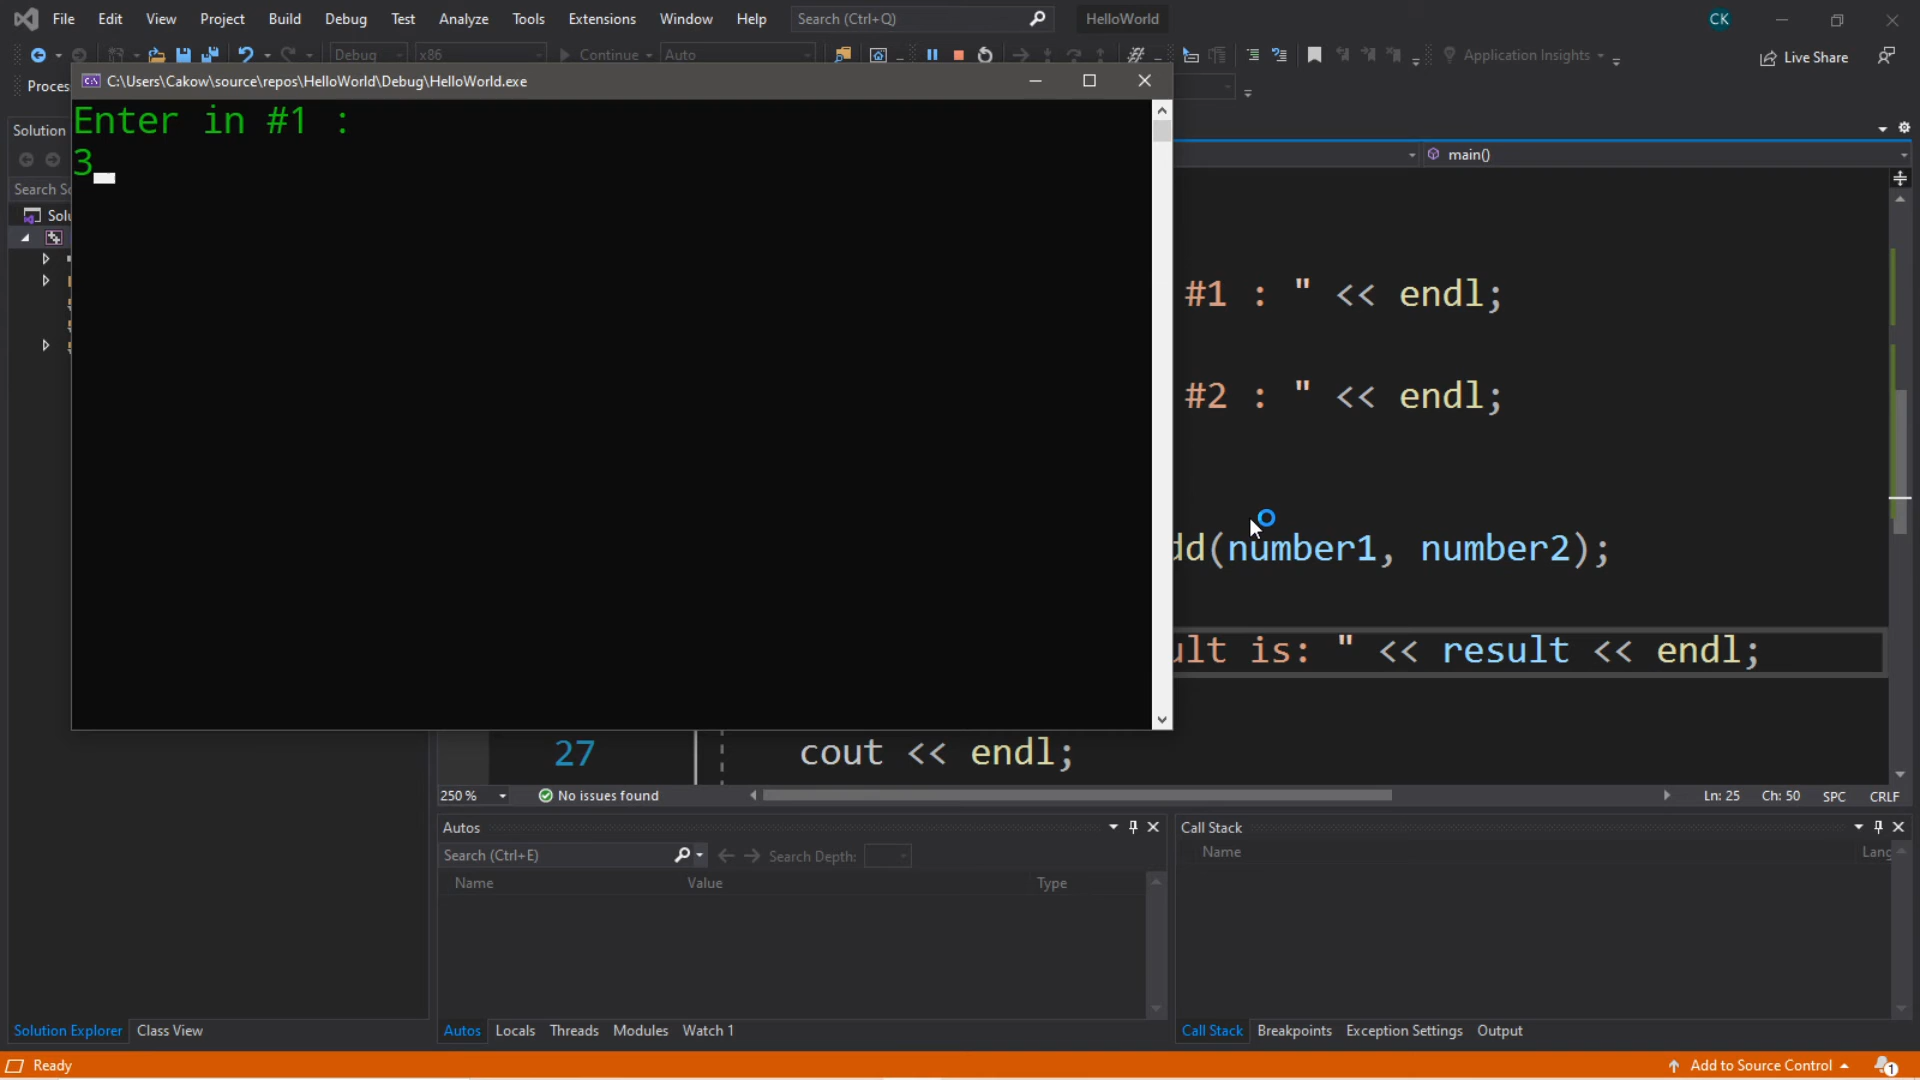 File Edit View Project Build Debug Test Analyze Tools Extensions Window Help Search (Ctrl+Q) HelloWorld CK
Debug x86 Continue Auto Application Insights Live Share
Proces
C:\Users\Cakow\source\repos\HelloWorld\Debug\HelloWorld.exe
Enter in #1 :
3
Solution
Search So
Solu
main()
#1 : " << endl;
#2 : " << endl;
dd(number1, number2);
ult is: " << result << endl;
27 cout << endl;
250 % No issues found Ln: 25 Ch: 50 SPC CRLF
Autos
Search (Ctrl+E) Search Depth:
Name Value Type
Call Stack
Name Lang
Solution Explorer Class View
Autos Locals Threads Modules Watch 1
Call Stack Breakpoints Exception Settings Output
Ready Add to Source Control 1